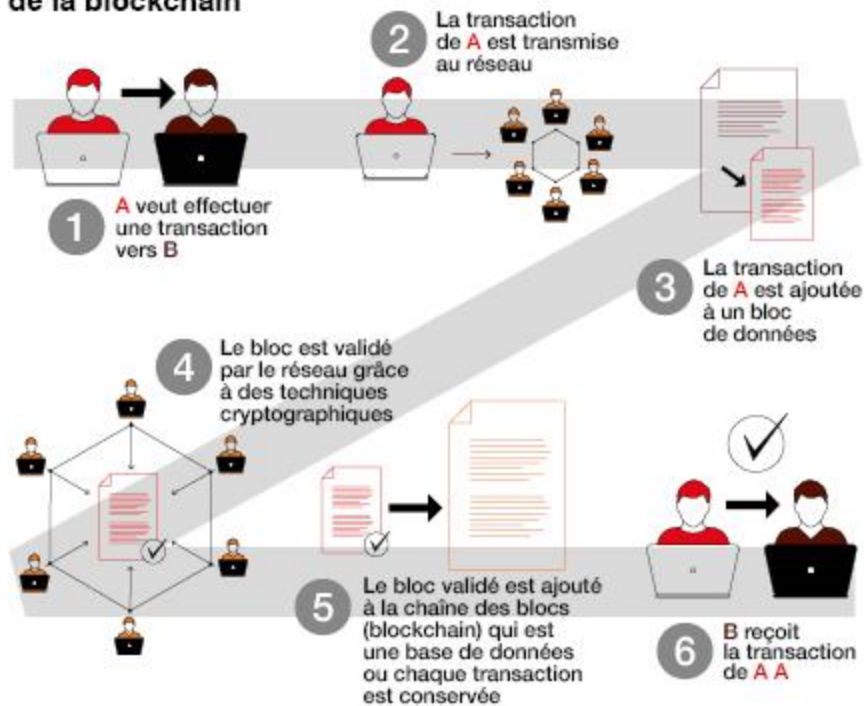 de la blockchain
1
A veut effectuer
une transaction
vers B
2
La transaction
de A est transmise
au réseau
3
La transaction
de A est ajoutée
à un bloc
de données
4
Le bloc est validé
par le réseau grâce
à des techniques
cryptographiques
5
Le bloc validé est ajouté
à la chaîne des blocs
(blockchain) qui est
une base de données
ou chaque transaction
est conservée
6
B reçoit
la transaction
de A A